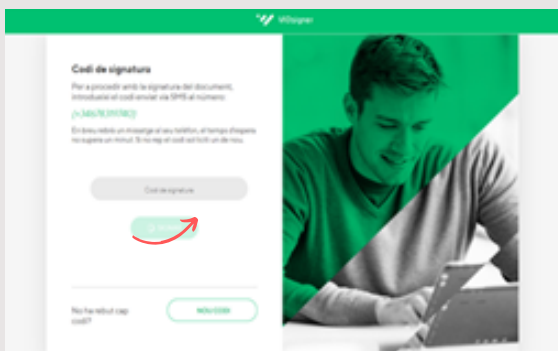 VIDsigner
Codi de signatura
Per a procedir amb la signatura del document,
introdueixi el codi enviat via SMS al número:
En breu rebrà un missatge al seu telèfon, el temps d'espera
no supera un minut. Si no rep el codi sol·liciti un de nou.
Codi de signatura
No ha rebut cap
codi?
NOU CODI